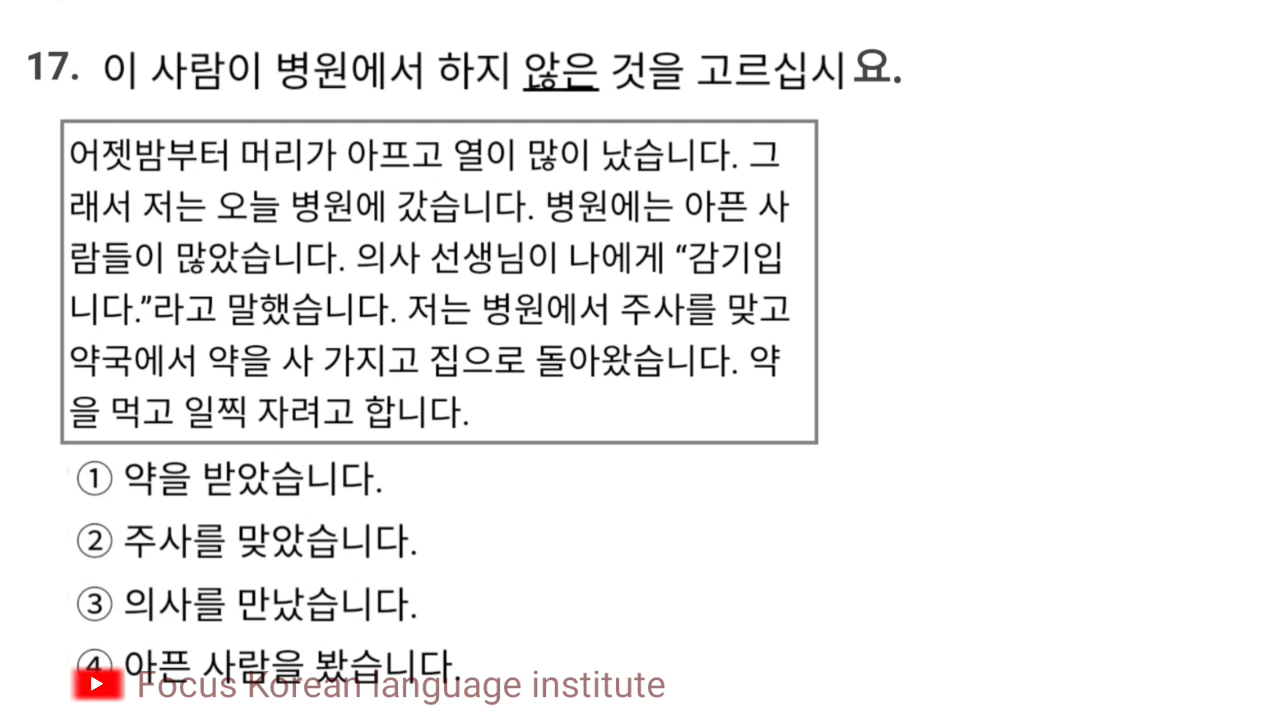 17. 이 사람이 병원에서 하지 않은 것을 고르십시요.
어젯밤부터 머리가 아프고 열이 많이 났습니다. 그
래서 저는 오늘 병원에 갔습니다. 병원에는 아픈 사
람들이 많았습니다. 의사 선생님이 나에게 “감기입
니다.”라고 말했습니다. 저는 병원에서 주사를 맞고
약국에서 약을 사 가지고 집으로 돌아왔습니다. 약
을 먹고 일찍 자려고 합니다.
① 약을 받았습니다.
② 주사를 맞았습니다.
③ 의사를 만났습니다.
④ 아픈 사람을 봤습니다.
Focus Korean language institute